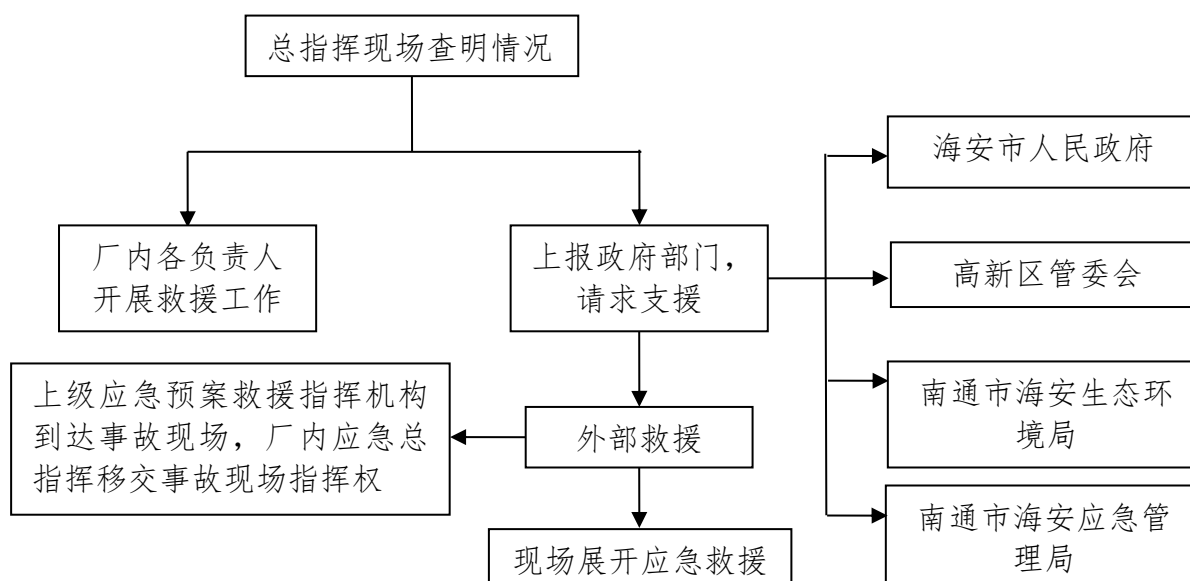 总指挥现场查明情况
海安市人民政府
厂内各负责人
开展救援工作
上报政府部门，
请求支援
高新区管委会
上级应急预案救援指挥机构
到达事故现场，厂内应急总
指挥移交事故现场指挥权
外部救援
南通市海安生态环
境局
现场展开应急救援
南通市海安应急管
理局